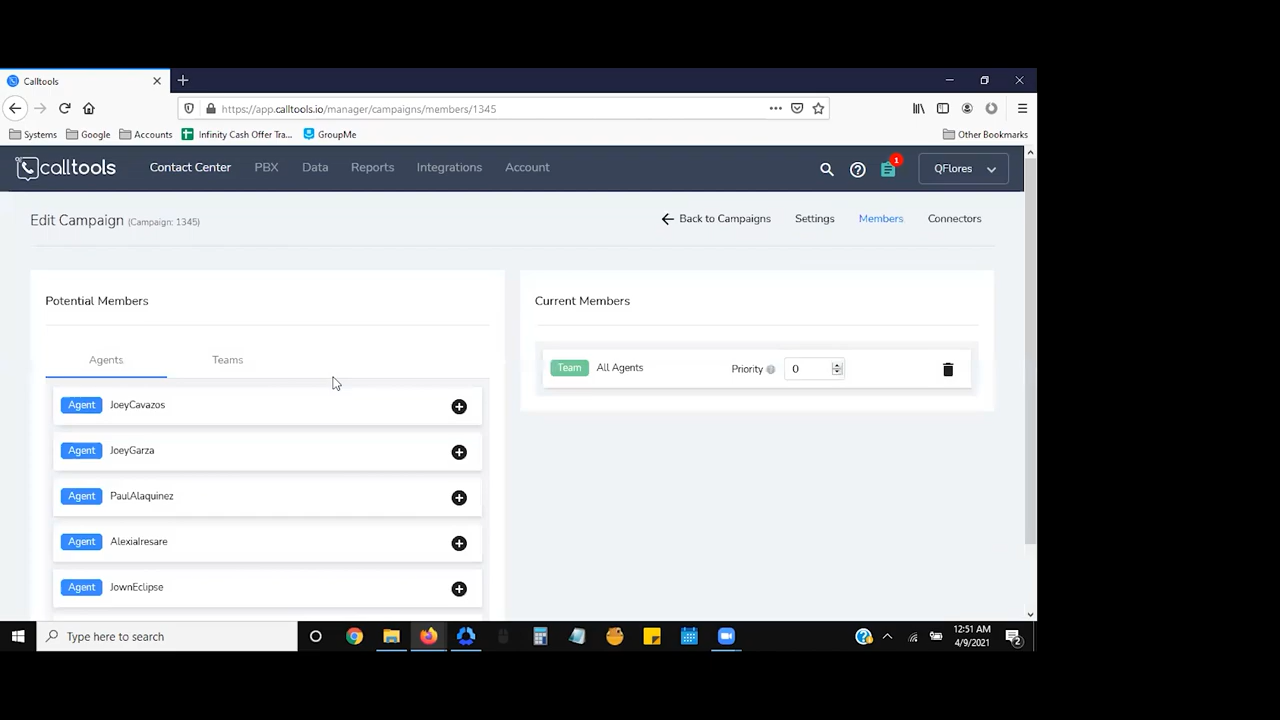 Calltools
https://app.calltools.io/manager/campaigns/members/1345
Systems Google Accounts Infinity Cash Offer Tra... GroupMe Other Bookmarks
calltools Contact Center PBX Data Reports Integrations Account 1 QFlores
Edit Campaign (Campaign: 1345) Back to Campaigns Settings Members Connectors
Potential Members
Agents Teams
Agent JoeyCavazos
Agent JoeyGarza
Agent PaulAlaquinez
Agent AlexiaIresare
Agent JownEclipse
Current Members
Team All Agents Priority 0
Type here to search
12:51 AM
4/9/2021
2